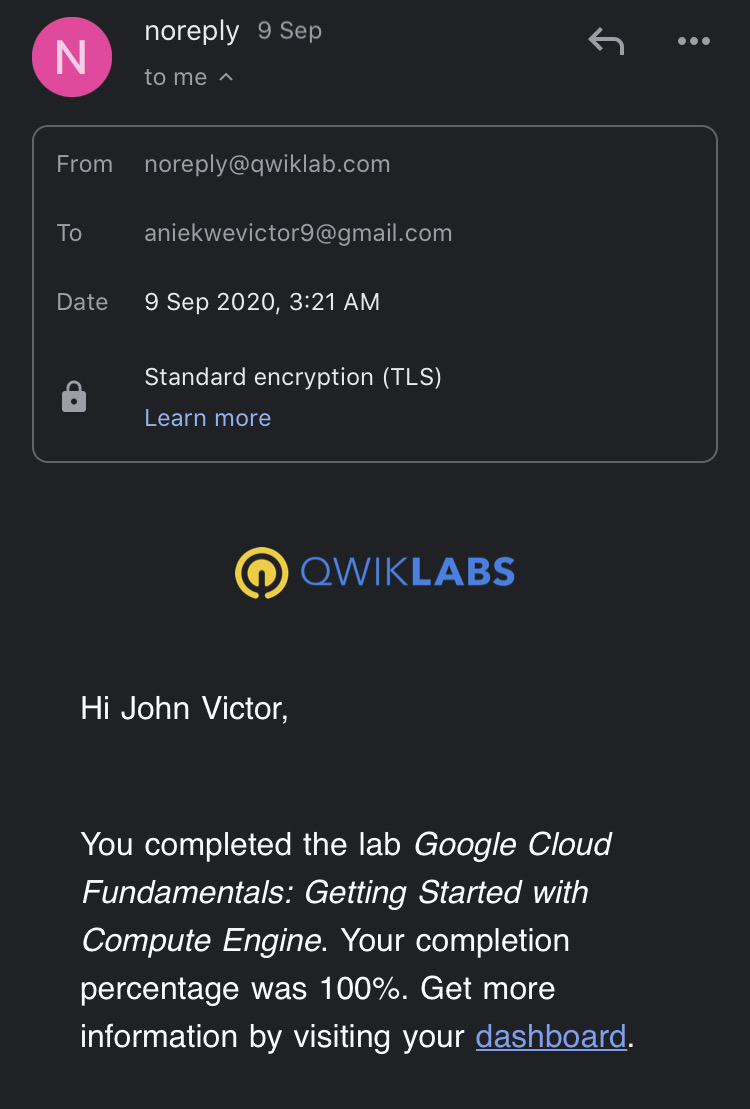 N
noreply 9 Sep
to me
From noreply@qwiklab.com
To aniekwevictor9@gmail.com
Date 9 Sep 2020, 3:21 AM
Standard encryption (TLS)
Learn more
QWIKLABS
Hi John Victor,
You completed the lab Google Cloud
Fundamentals: Getting Started with
Compute Engine. Your completion
percentage was 100%. Get more
information by visiting your dashboard.